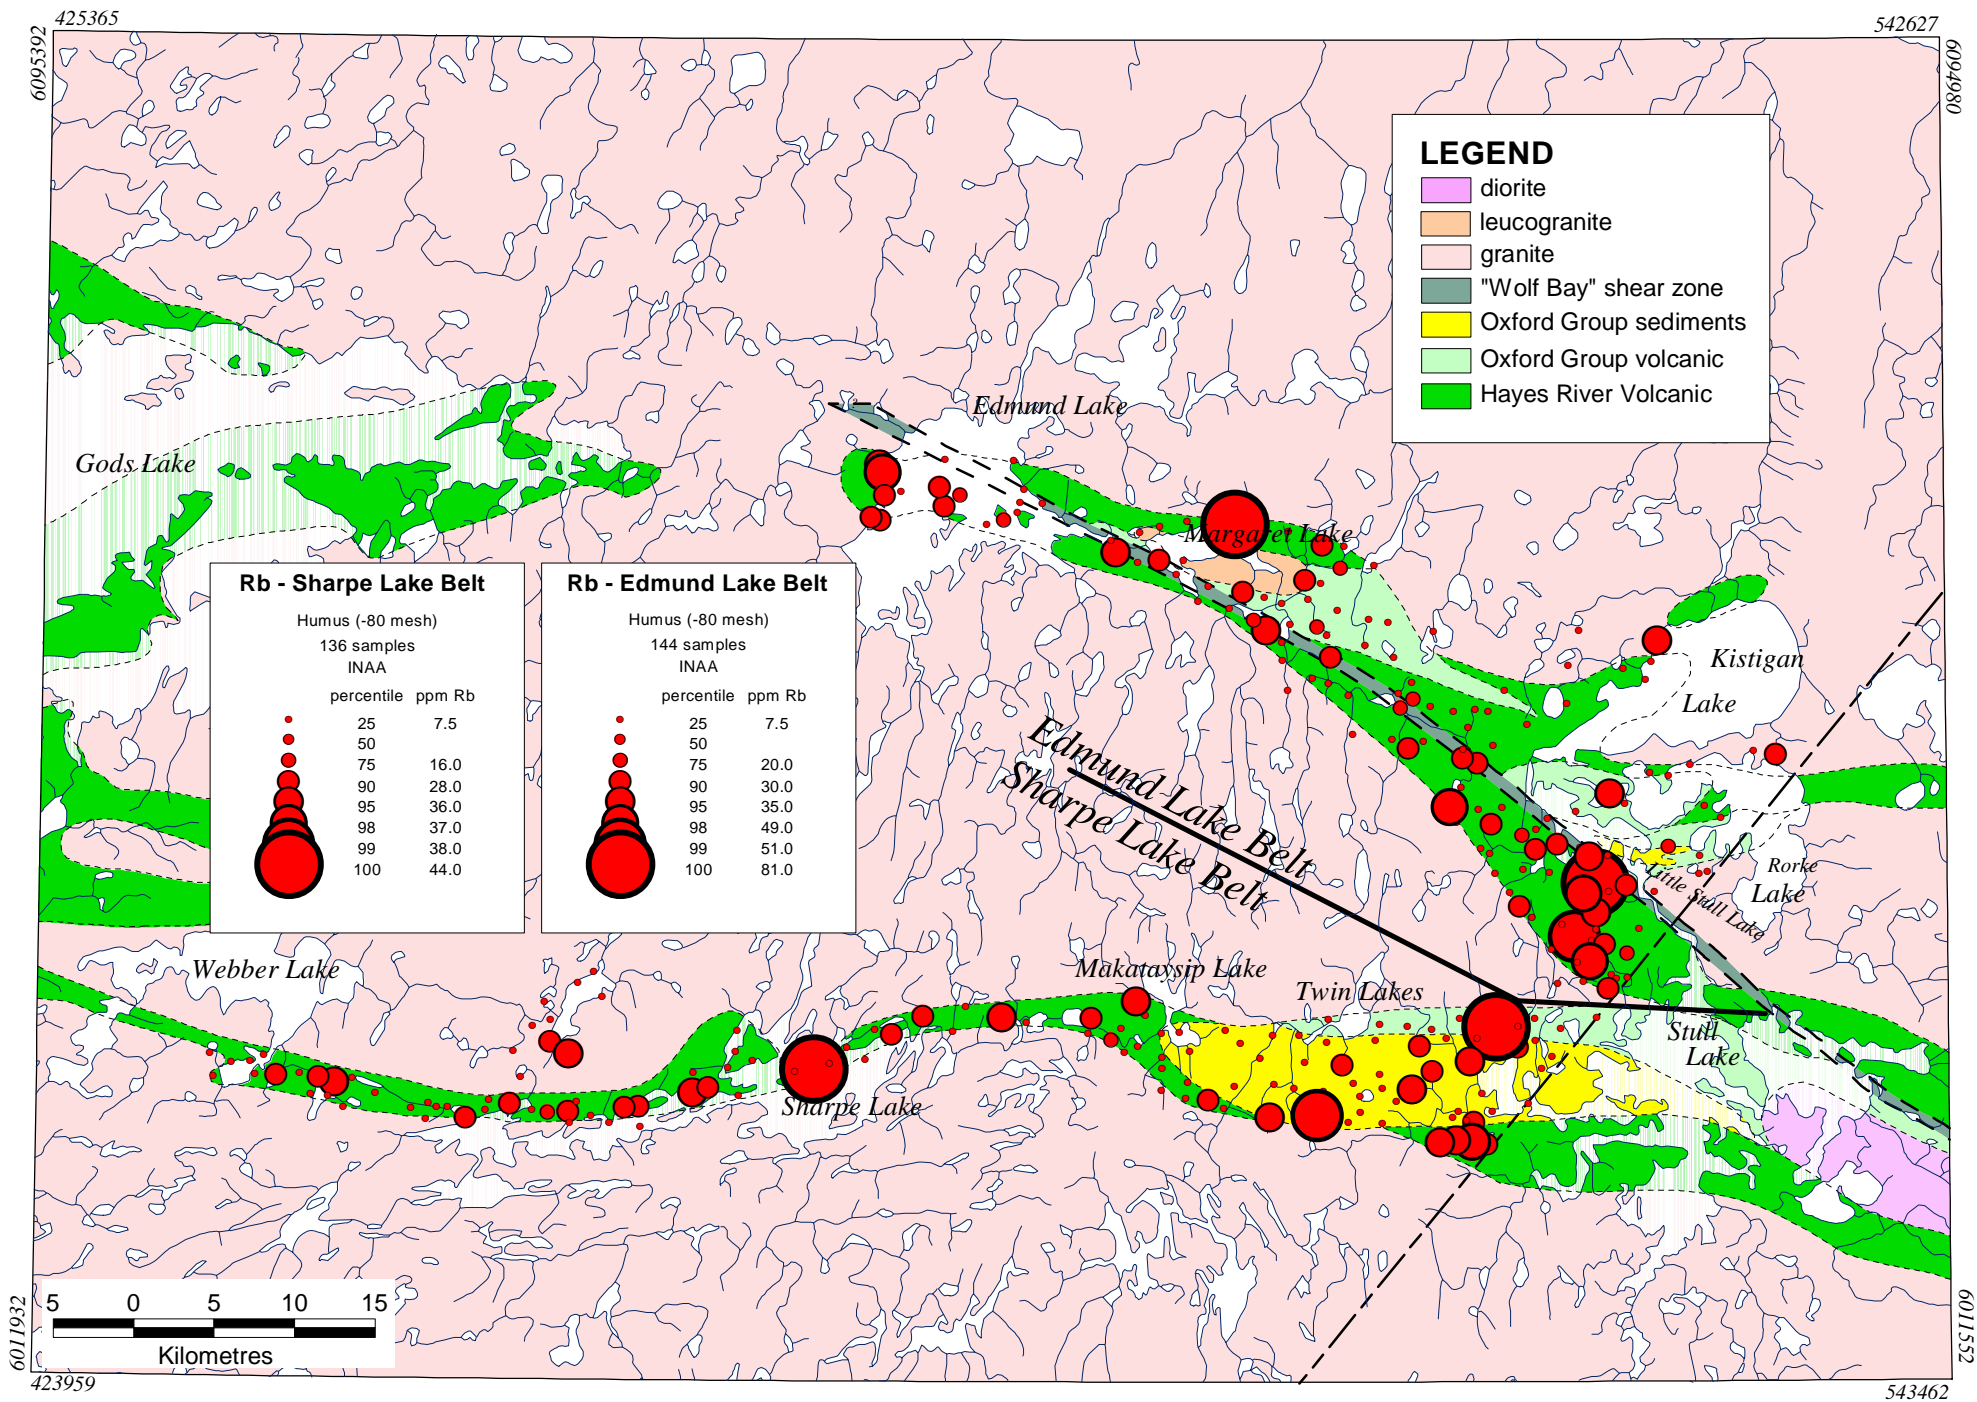 425365
542627
6095392
6094980
LEGEND
diorite
leucogranite
granite
"Wolf Bay" shear zone
Oxford Group sediments
Oxford Group volcanic
Hayes River Volcanic
Edmund Lake
Gods Lake
Margaret Lake
Kistigan
Lake
Rb - Sharpe Lake Belt
Humus (-80 mesh)
136 samples
INAA
percentile ppm Rb
25 7.5
50
75 16.0
90 28.0
95 36.0
98 37.0
99 38.0
100 44.0
Rb - Edmund Lake Belt
Humus (-80 mesh)
144 samples
INAA
percentile ppm Rb
25 7.5
50
75 20.0
90 30.0
95 35.0
98 49.0
99 51.0
100 81.0
Edmund Lake Belt
Sharpe Lake Belt
Rorke
Lake
Little Stull Lake
Webber Lake
Makataysip Lake
Twin Lakes
Stull
Lake
Sharpe Lake
5 0 5 10 15
Kilometres
6011932
6011552
423959
543462